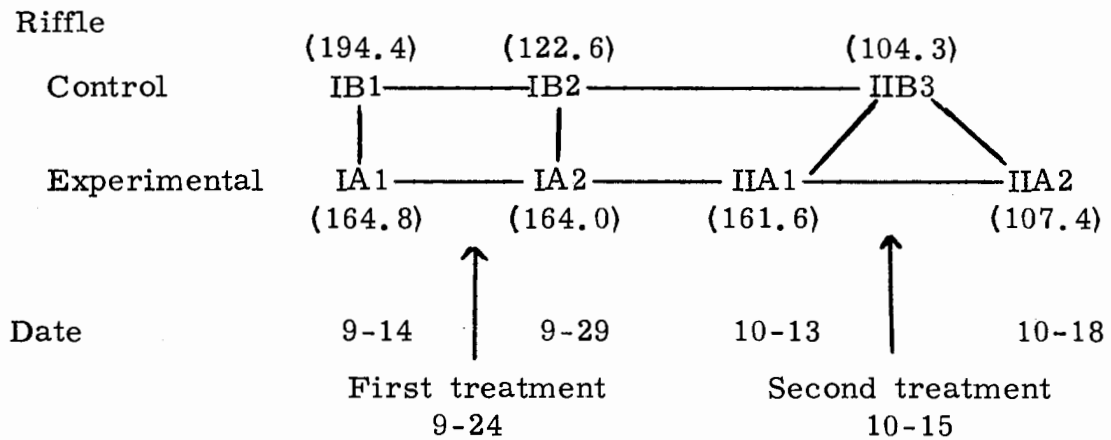 Riffle
(194.4) (122.6) (104.3)
Control IB1 IB2 IIB3
Experimental IA1 IA2 IIA1 IIA2
(164.8) (164.0) (161.6) (107.4)
Date 9-14 9-29 10-13 10-18
First treatment Second treatment
9-24 10-15